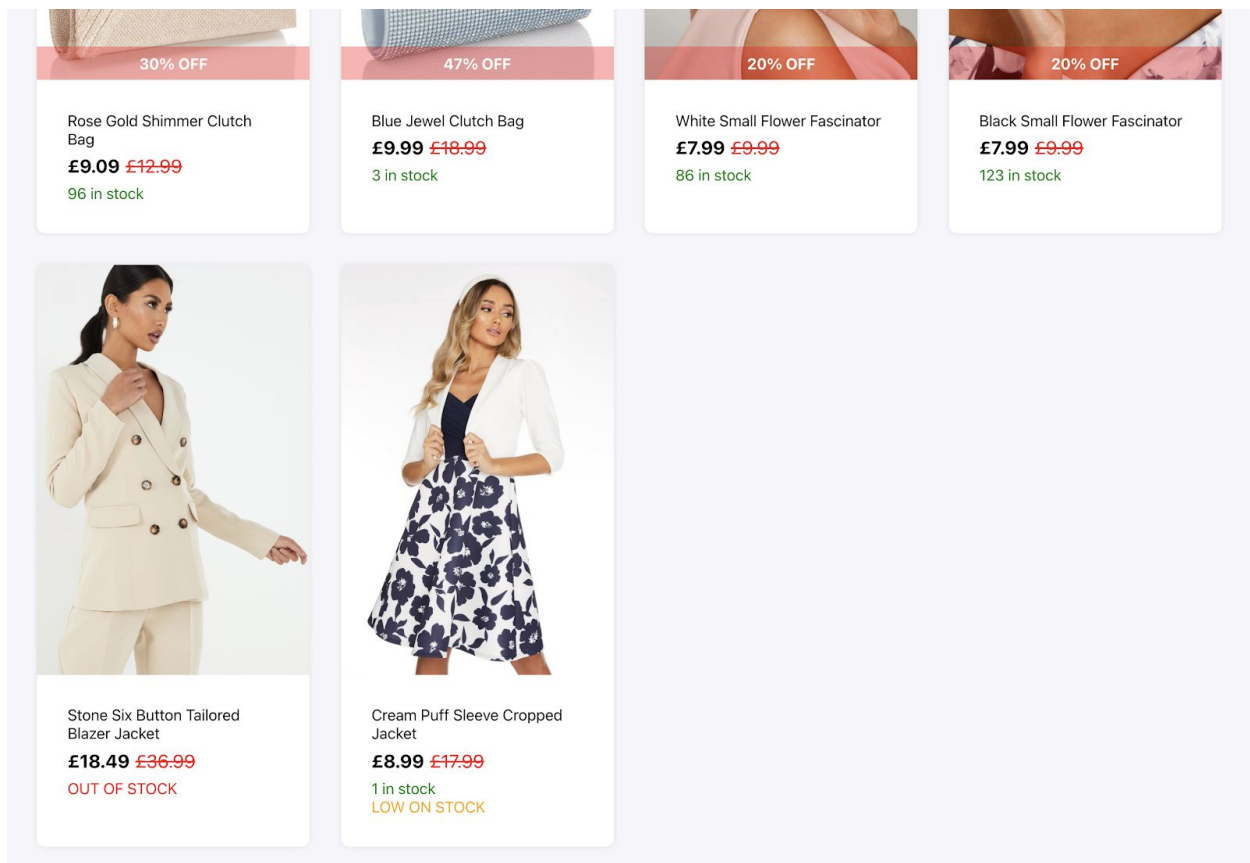 30% OFF
47% OFF
20% OFF
20% OFF
Rose Gold Shimmer Clutch
Bag
£9.09 £12.99
96 in stock
Blue Jewel Clutch Bag
£9.99 £18.99
3 in stock
White Small Flower Fascinator
£7.99 £9.99
86 in stock
Black Small Flower Fascinator
£7.99 £9.99
123 in stock
Stone Six Button Tailored
Blazer Jacket
£18.49 £36.99
OUT OF STOCK
Cream Puff Sleeve Cropped
Jacket
£8.99 £17.99
1 in stock
LOW ON STOCK